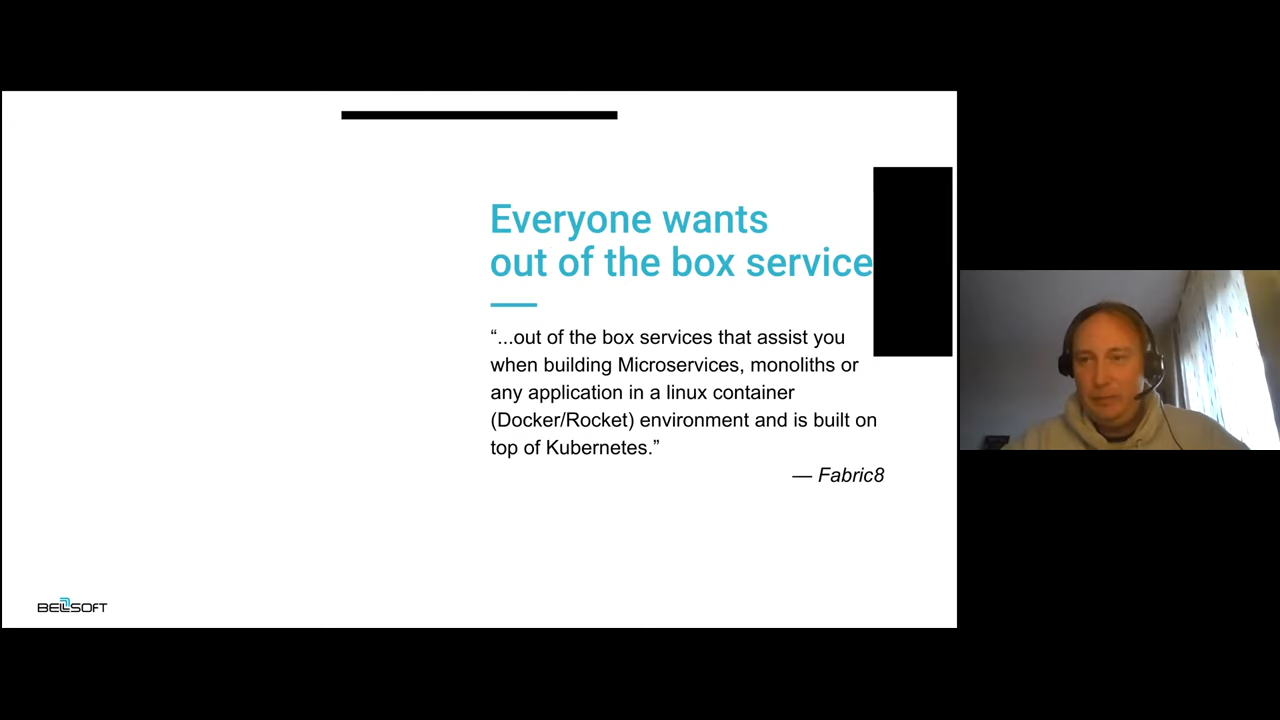 Everyone wants
out of the box service
“...out of the box services that assist you
when building Microservices, monoliths or
any application in a linux container
(Docker/Rocket) environment and is built on
top of Kubernetes.”
— Fabric8
BELLSOFT